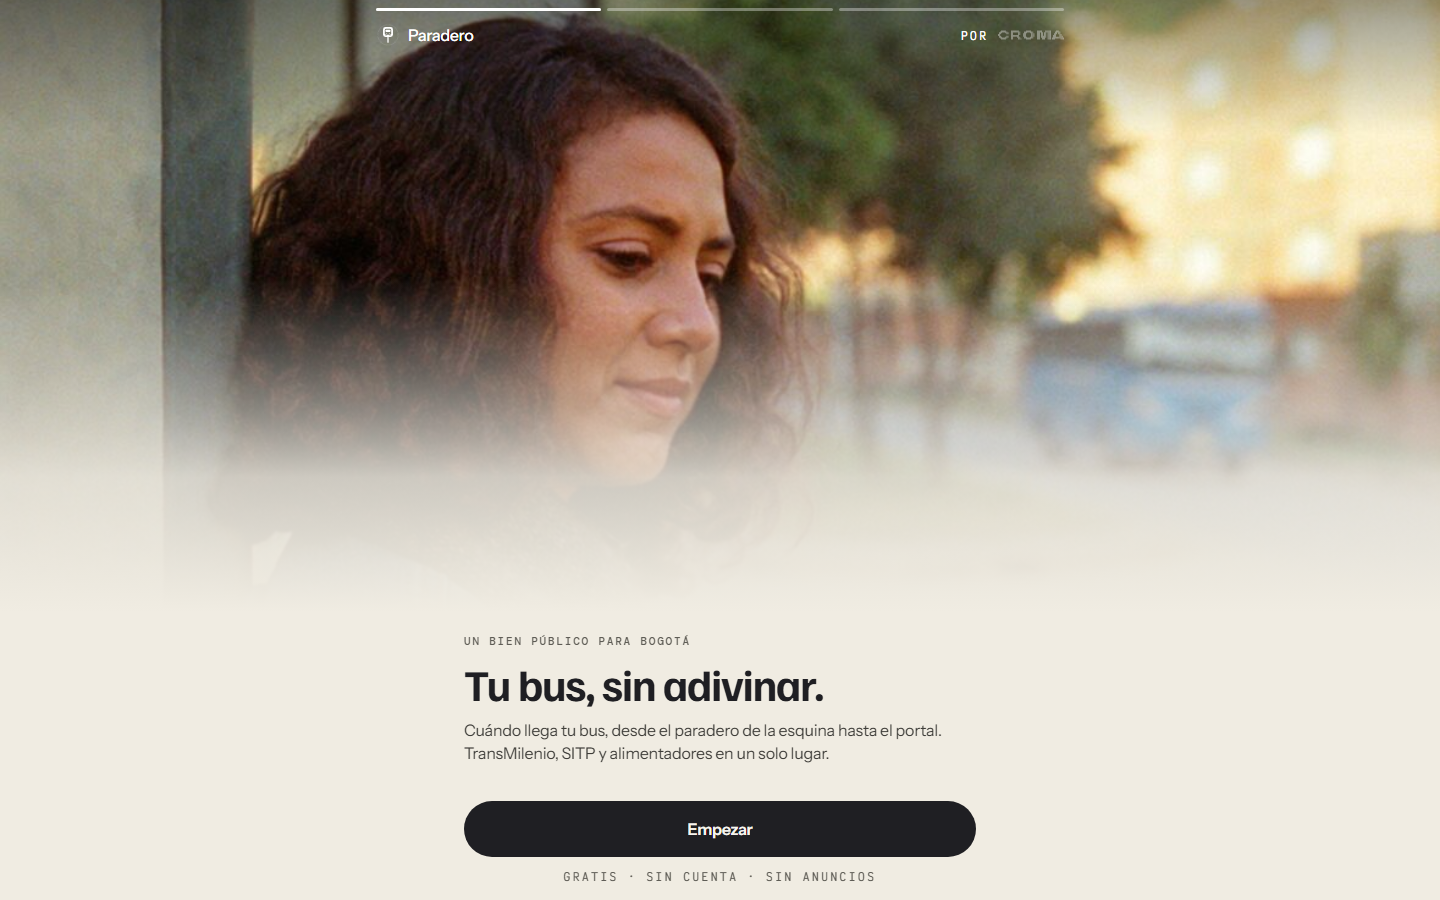 Paradero
POR CROMA
UN BIEN PÚBLICO PARA BOGOTÁ
Tu bus, sin adivinar.
Cuándo llega tu bus, desde el paradero de la esquina hasta el portal.
TransMilenio, SITP y alimentadores en un solo lugar.
Empezar
GRATIS · SIN CUENTA · SIN ANUNCIOS